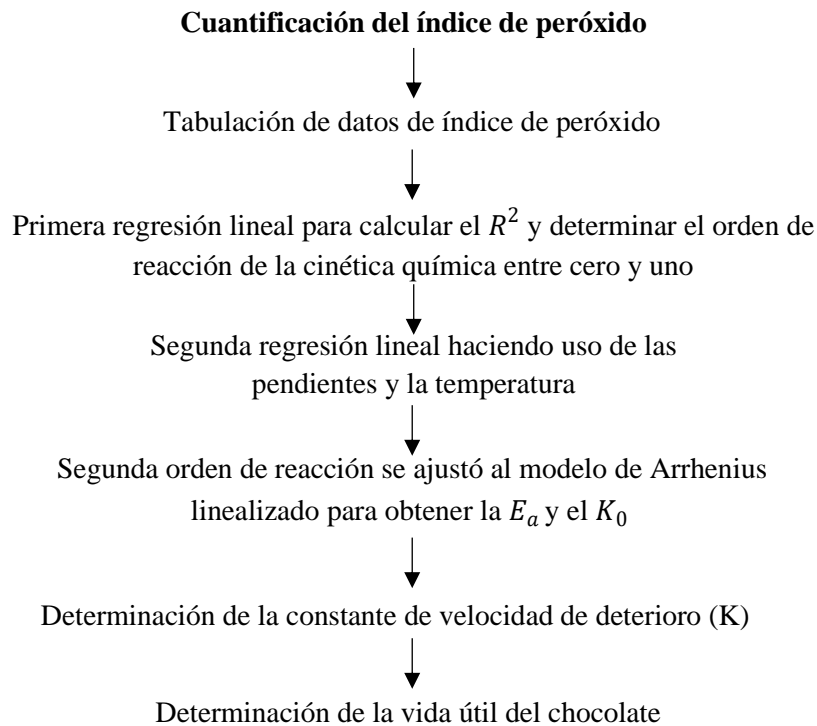 Cuantificación del índice de peróxido
Tabulación de datos de índice de peróxido
Primera regresión lineal para calcular el R² y determinar el orden de
reacción de la cinética química entre cero y uno
Segunda regresión lineal haciendo uso de las
pendientes y la temperatura
Segunda orden de reacción se ajustó al modelo de Arrhenius
linealizado para obtener la Eₐ y el K₀
Determinación de la constante de velocidad de deterioro (K)
Determinación de la vida útil del chocolate